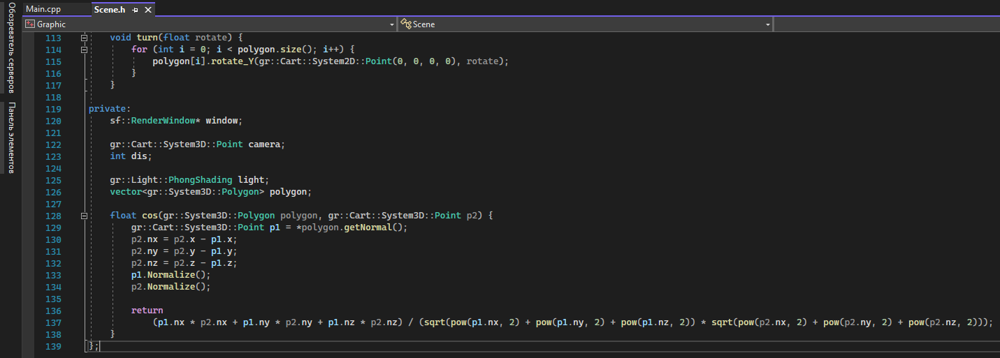 Обозреватель серверов
Панель элементов
Main.cpp
Scene.h
Graphic
Scene
113 void turn(float rotate) {
114 for (int i = 0; i < polygon.size(); i++) {
115 polygon[i].rotate_Y(gr::Cart::System2D::Point(0, 0, 0, 0), rotate);
116 }
117 }
118
119 private:
120 sf::RenderWindow* window;
121
122 gr::Cart::System3D::Point camera;
123 int dis;
124
125 gr::Light::PhongShading light;
126 vector<gr::System3D::Polygon> polygon;
127
128 float cos(gr::System3D::Polygon polygon, gr::Cart::System3D::Point p2) {
129 gr::Cart::System3D::Point p1 = *polygon.getNormal();
130 p2.nx = p2.x - p1.x;
131 p2.ny = p2.y - p1.y;
132 p2.nz = p2.z - p1.z;
133 p1.Normalize();
134 p2.Normalize();
135
136 return
137 (p1.nx * p2.nx + p1.ny * p2.ny + p1.nz * p2.nz) / (sqrt(pow(p1.nx, 2) + pow(p1.ny, 2) + pow(p1.nz, 2)) * sqrt(pow(p2.nx, 2) + pow(p2.ny, 2) + pow(p2.nz, 2)));
138 }
139 };